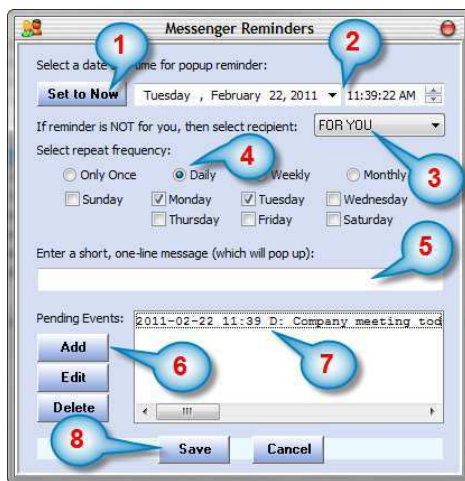 Messenger Reminders
1
2
Select a date time for popup reminder:
Set to Now Tuesday , February 22, 2011 11:39:22 AM
If reminder is NOT for you, then select recipient: FOR YOU
Select repeat frequency:
4
3
Only Once Daily Weekly Monthly
Sunday Monday Tuesday Wednesday
Thursday Friday Saturday
5
Enter a short, one-line message (which will pop up):
Pending Events: 2011-02-22 11:39 D: Company meeting tod
Add
6
7
Edit
Delete
8
Save Cancel